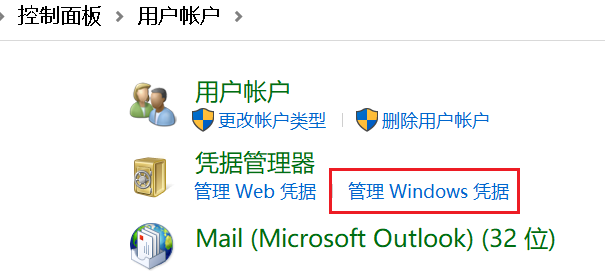 控制面板 > 用户帐户 >
用户帐户
更改帐户类型 | 删除用户帐户
凭据管理器
管理 Web 凭据 | 管理 Windows 凭据
Mail (Microsoft Outlook) (32 位)